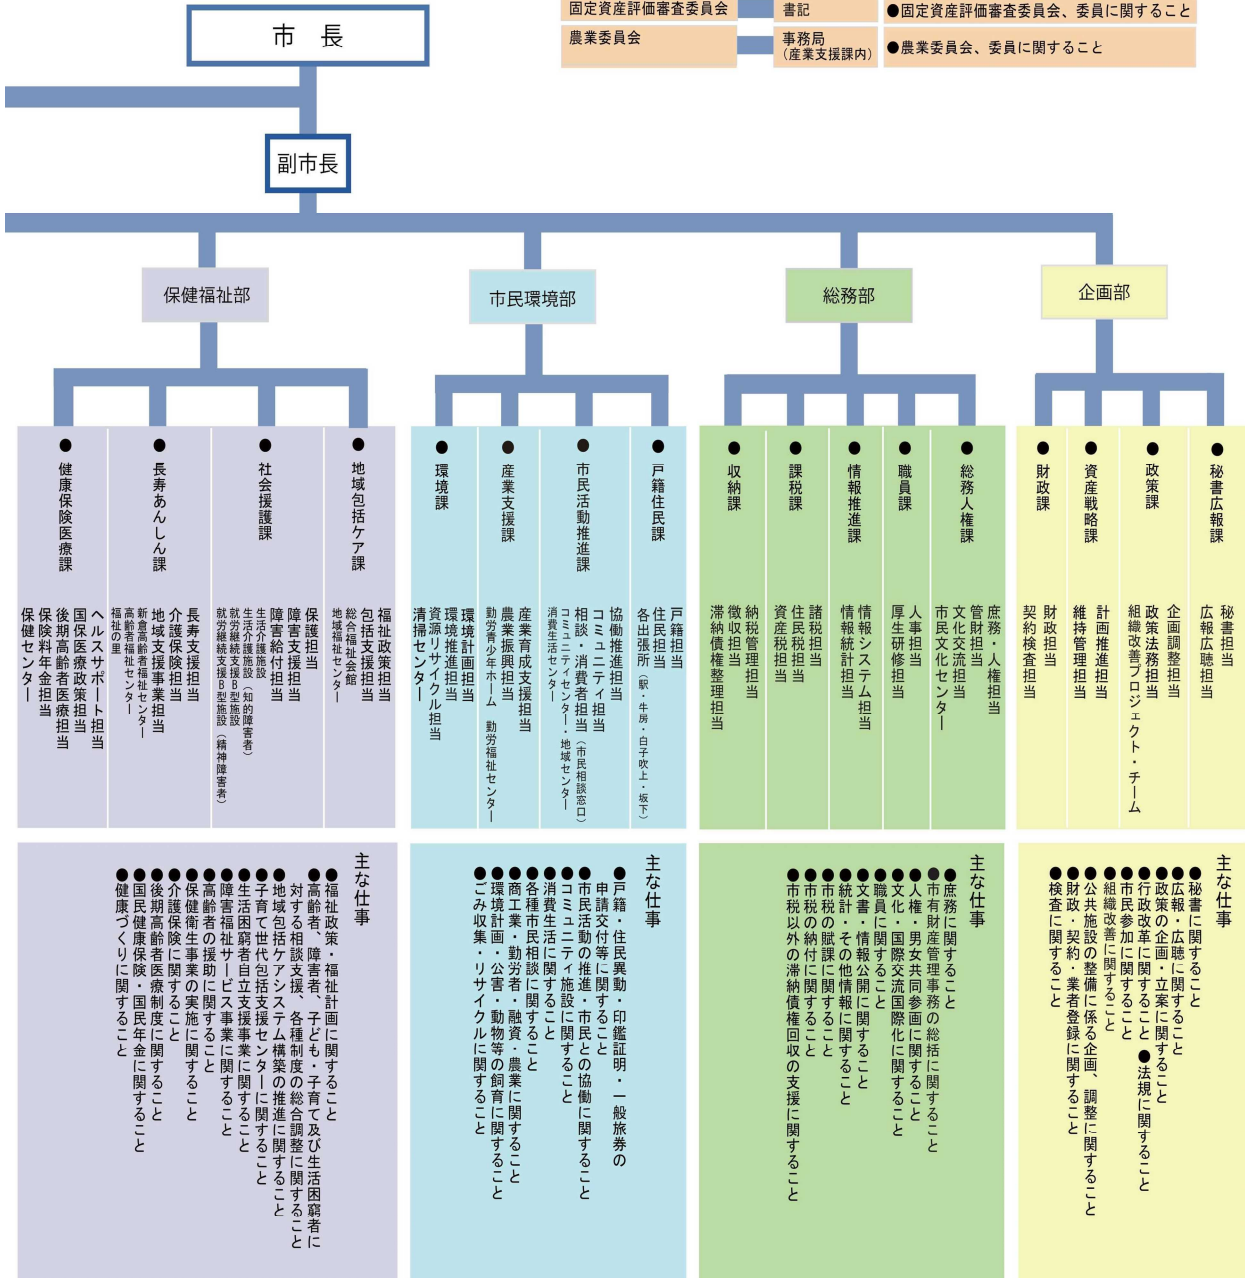 固定資産評価審査委員会
書記
●固定資産評価審査委員会、委員に関すること
農業委員会
事務局
(産業支援課内)
●農業委員会、委員に関すること
市 長
副市長
企画部
総務部
市民環境部
保健福祉部
●秘書広報課
秘書担当
広報広聴担当
●政策課
企画調整担当
政策法務担当
組織改善プロジェクト・チーム
●資産戦略課
計画推進担当
維持管理担当
●財政課
財政担当
契約検査担当
●総務人権課
庶務・人権担当
管財担当
文化交流担当
市民文化センター
●職員課
人事担当
厚生研修担当
●情報推進課
情報システム担当
情報統計担当
●課税課
諸税担当
住民税担当
資産税担当
●収納課
納税管理担当
徴収担当
滞納債権整理担当
●戸籍住民課
戸籍担当
住民担当
各出張所(駅・牛房・白子吹上・坂下)
●市民活動推進課
協働推進担当
コミュニティ担当
相談・消費者担当(市民相談窓口)
コミュニティセンター・地域センター
消費生活センター
●産業支援課
産業育成支援担当
農業振興担当
勤労青少年ホーム 勤労福祉センター
●環境課
環境計画担当
環境推進担当
資源リサイクル担当
清掃センター
●地域包括ケア課
福祉政策担当
包括支援担当
総合福祉会館
地域福祉センター
●社会援護課
保護担当
障害支援担当
障害給付担当
生活介護施設
生活介護施設(知的障害者)
就労継続支援B型施設
就労継続支援B型施設(精神障害者)
●長寿あんしん課
長寿支援担当
介護保険担当
地域支援事業担当
新倉高齢者福祉センター
高齢者福祉センター
福祉の里
●健康保険医療課
ヘルスサポート担当
国保医療政策担当
後期高齢者医療担当
保険料年金担当
保健センター
主な仕事
●秘書に関すること
●広報・広聴に関すること
●政策の企画・立案に関すること
●行政改革に関すること ●法規に関すること
●市民参加に関すること
●組織改善に関すること
●公共施設の整備に係る企画、調整に関すること
●財政・契約・業者登録に関すること
●検査に関すること
主な仕事
●庶務に関すること
●市有財産管理事務の総括に関すること
●人権・男女共同参画に関すること
●文化・国際交流国際化に関すること
●職員に関すること
●文書・情報公開に関すること
●統計・その他情報に関すること
●市税の賦課に関すること
●市税の納付に関すること
●市税以外の滞納債権回収の支援に関すること
主な仕事
●戸籍・住民異動・印鑑証明・一般旅券の
申請交付等に関すること
●市民活動の推進・市民との協働に関すること
●コミュニティ施設に関すること
●消費生活に関すること
●各種市民相談に関すること
●商工業・勤労者・融資・農業に関すること
●環境計画・公害・動物等の飼育に関すること
●ごみ収集・リサイクルに関すること
主な仕事
●福祉政策・福祉計画に関すること
●高齢者、障害者、子ども・子育て及び生活困窮者に
対する相談支援、各種制度の総合調整に関すること
●地域包括ケアシステム構築の推進に関すること
●子育て世代包括支援センターに関すること
●生活困窮者自立支援事業に関すること
●障害福祉サービス事業に関すること
●高齢者の援助に関すること
●保健衛生事業の実施に関すること
●介護保険に関すること
●後期高齢者医療制度に関すること
●国民健康保険・国民年金に関すること
●健康づくりに関すること